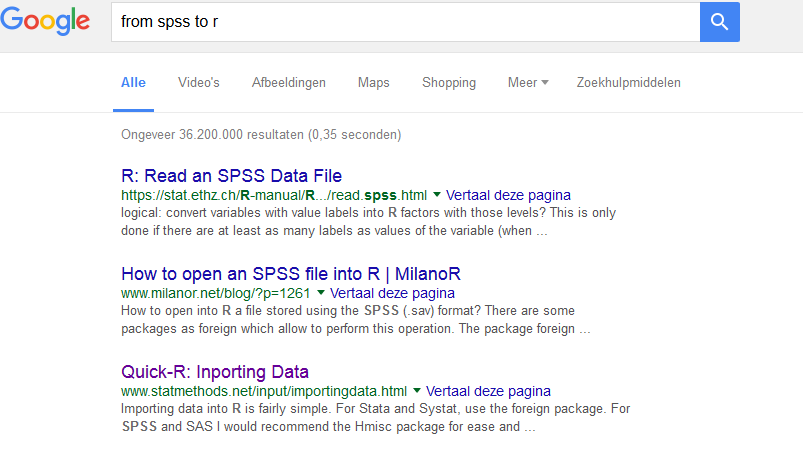 Google
from spss to r
Alle Video's Afbeeldingen Maps Shopping Meer Zoekhulpmiddelen
Ongeveer 36.200.000 resultaten (0,35 seconden)
R: Read an SPSS Data File
https://stat.ethz.ch/R-manual/R.../read.spss.html Vertaal deze pagina
logical: convert variables with value labels into R factors with those levels? This is only
done if there are at least as many labels as values of the variable (when ...
How to open an SPSS file into R | MilanoR
www.milanor.net/blog/?p=1261 Vertaal deze pagina
How to open into R a file stored using the SPSS (.sav) format? There are some
packages as foreign which allow to perform this operation. The package foreign ...
Quick-R: Inporting Data
www.statmethods.net/input/importingdata.html Vertaal deze pagina
Importing data into R is fairly simple. For Stata and Systat, use the foreign package. For
SPSS and SAS I would recommend the Hmisc package for ease and ...